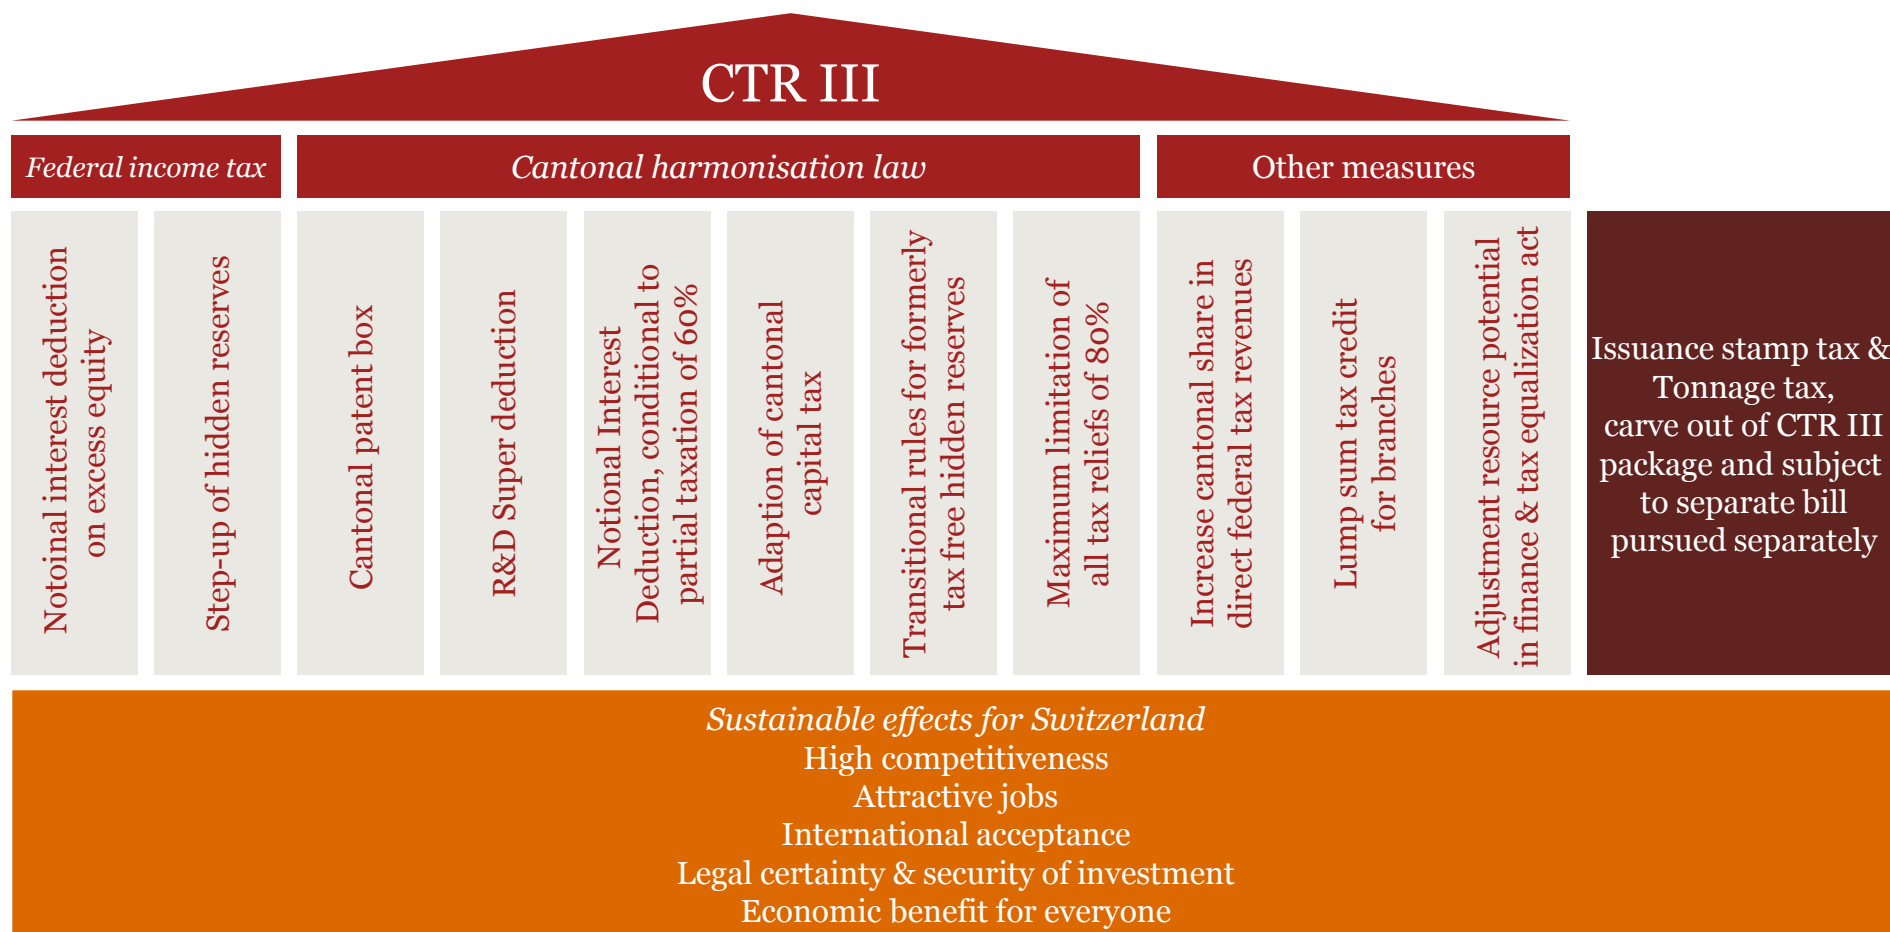 CTR III
Federal income tax
Cantonal harmonisation law
Other measures
Notoinal interest deduction
on excess equity
Step-up of hidden reserves
Cantonal patent box
R&D Super deduction
Notional Interest
Deduction, conditional to
partial taxation of 60%
Adaption of cantonal
capital tax
Transitional rules for formerly
tax free hidden reserves
Maximum limitation of
all tax reliefs of 80%
Increase cantonal share in
direct federal tax revenues
Lump sum tax credit
for branches
Adjustment resource potential
in finance & tax equalization act
Issuance stamp tax &
Tonnage tax,
carve out of CTR III
package and subject
to separate bill
pursued separately
Sustainable effects for Switzerland
High competitiveness
Attractive jobs
International acceptance
Legal certainty & security of investment
Economic benefit for everyone